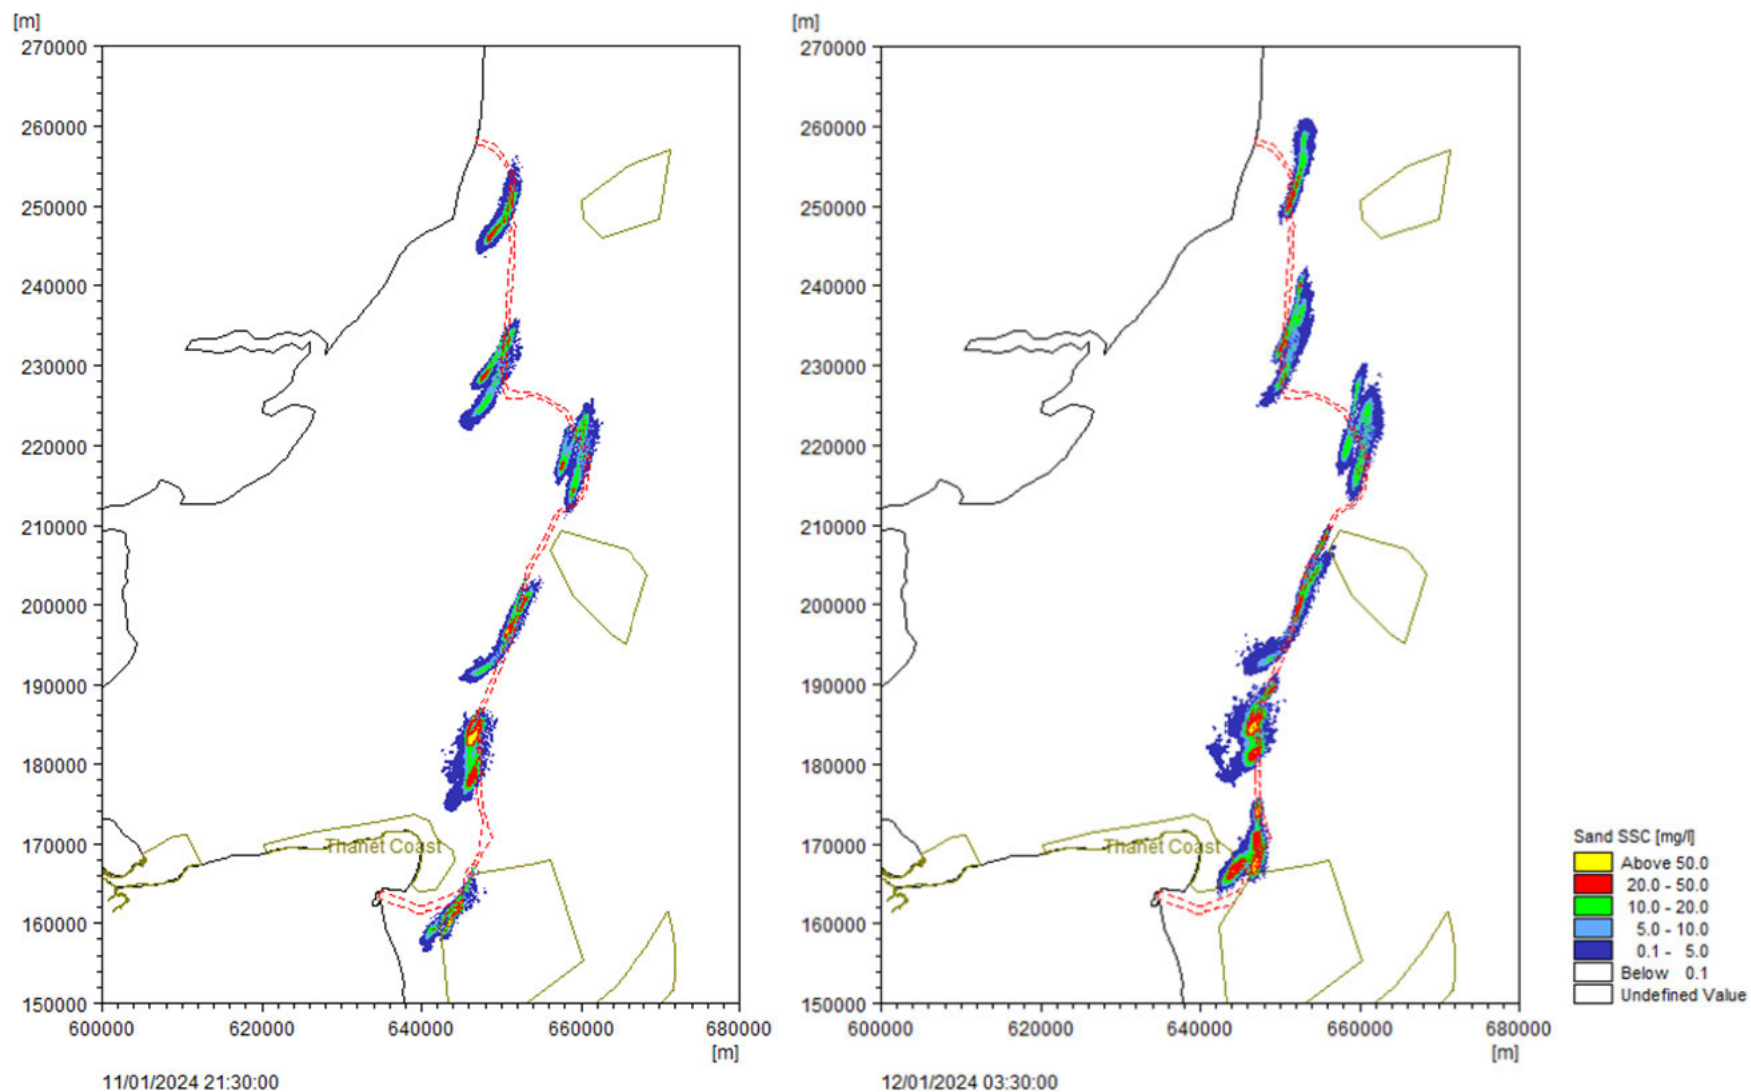 [m]
270000
260000
250000
240000
230000
220000
210000
200000
190000
180000
170000
160000
150000
Thanet Coast
600000 620000 640000 660000 680000
[m]
11/01/2024 21:30:00
[m]
270000
260000
250000
240000
230000
220000
210000
200000
190000
180000
170000
160000
150000
Thanet Coast
600000 620000 640000 660000 680000
[m]
12/01/2024 03:30:00
Sand SSC [mg/l]
Above 50.0
20.0 - 50.0
10.0 - 20.0
5.0 - 10.0
0.1 - 5.0
Below 0.1
Undefined Value